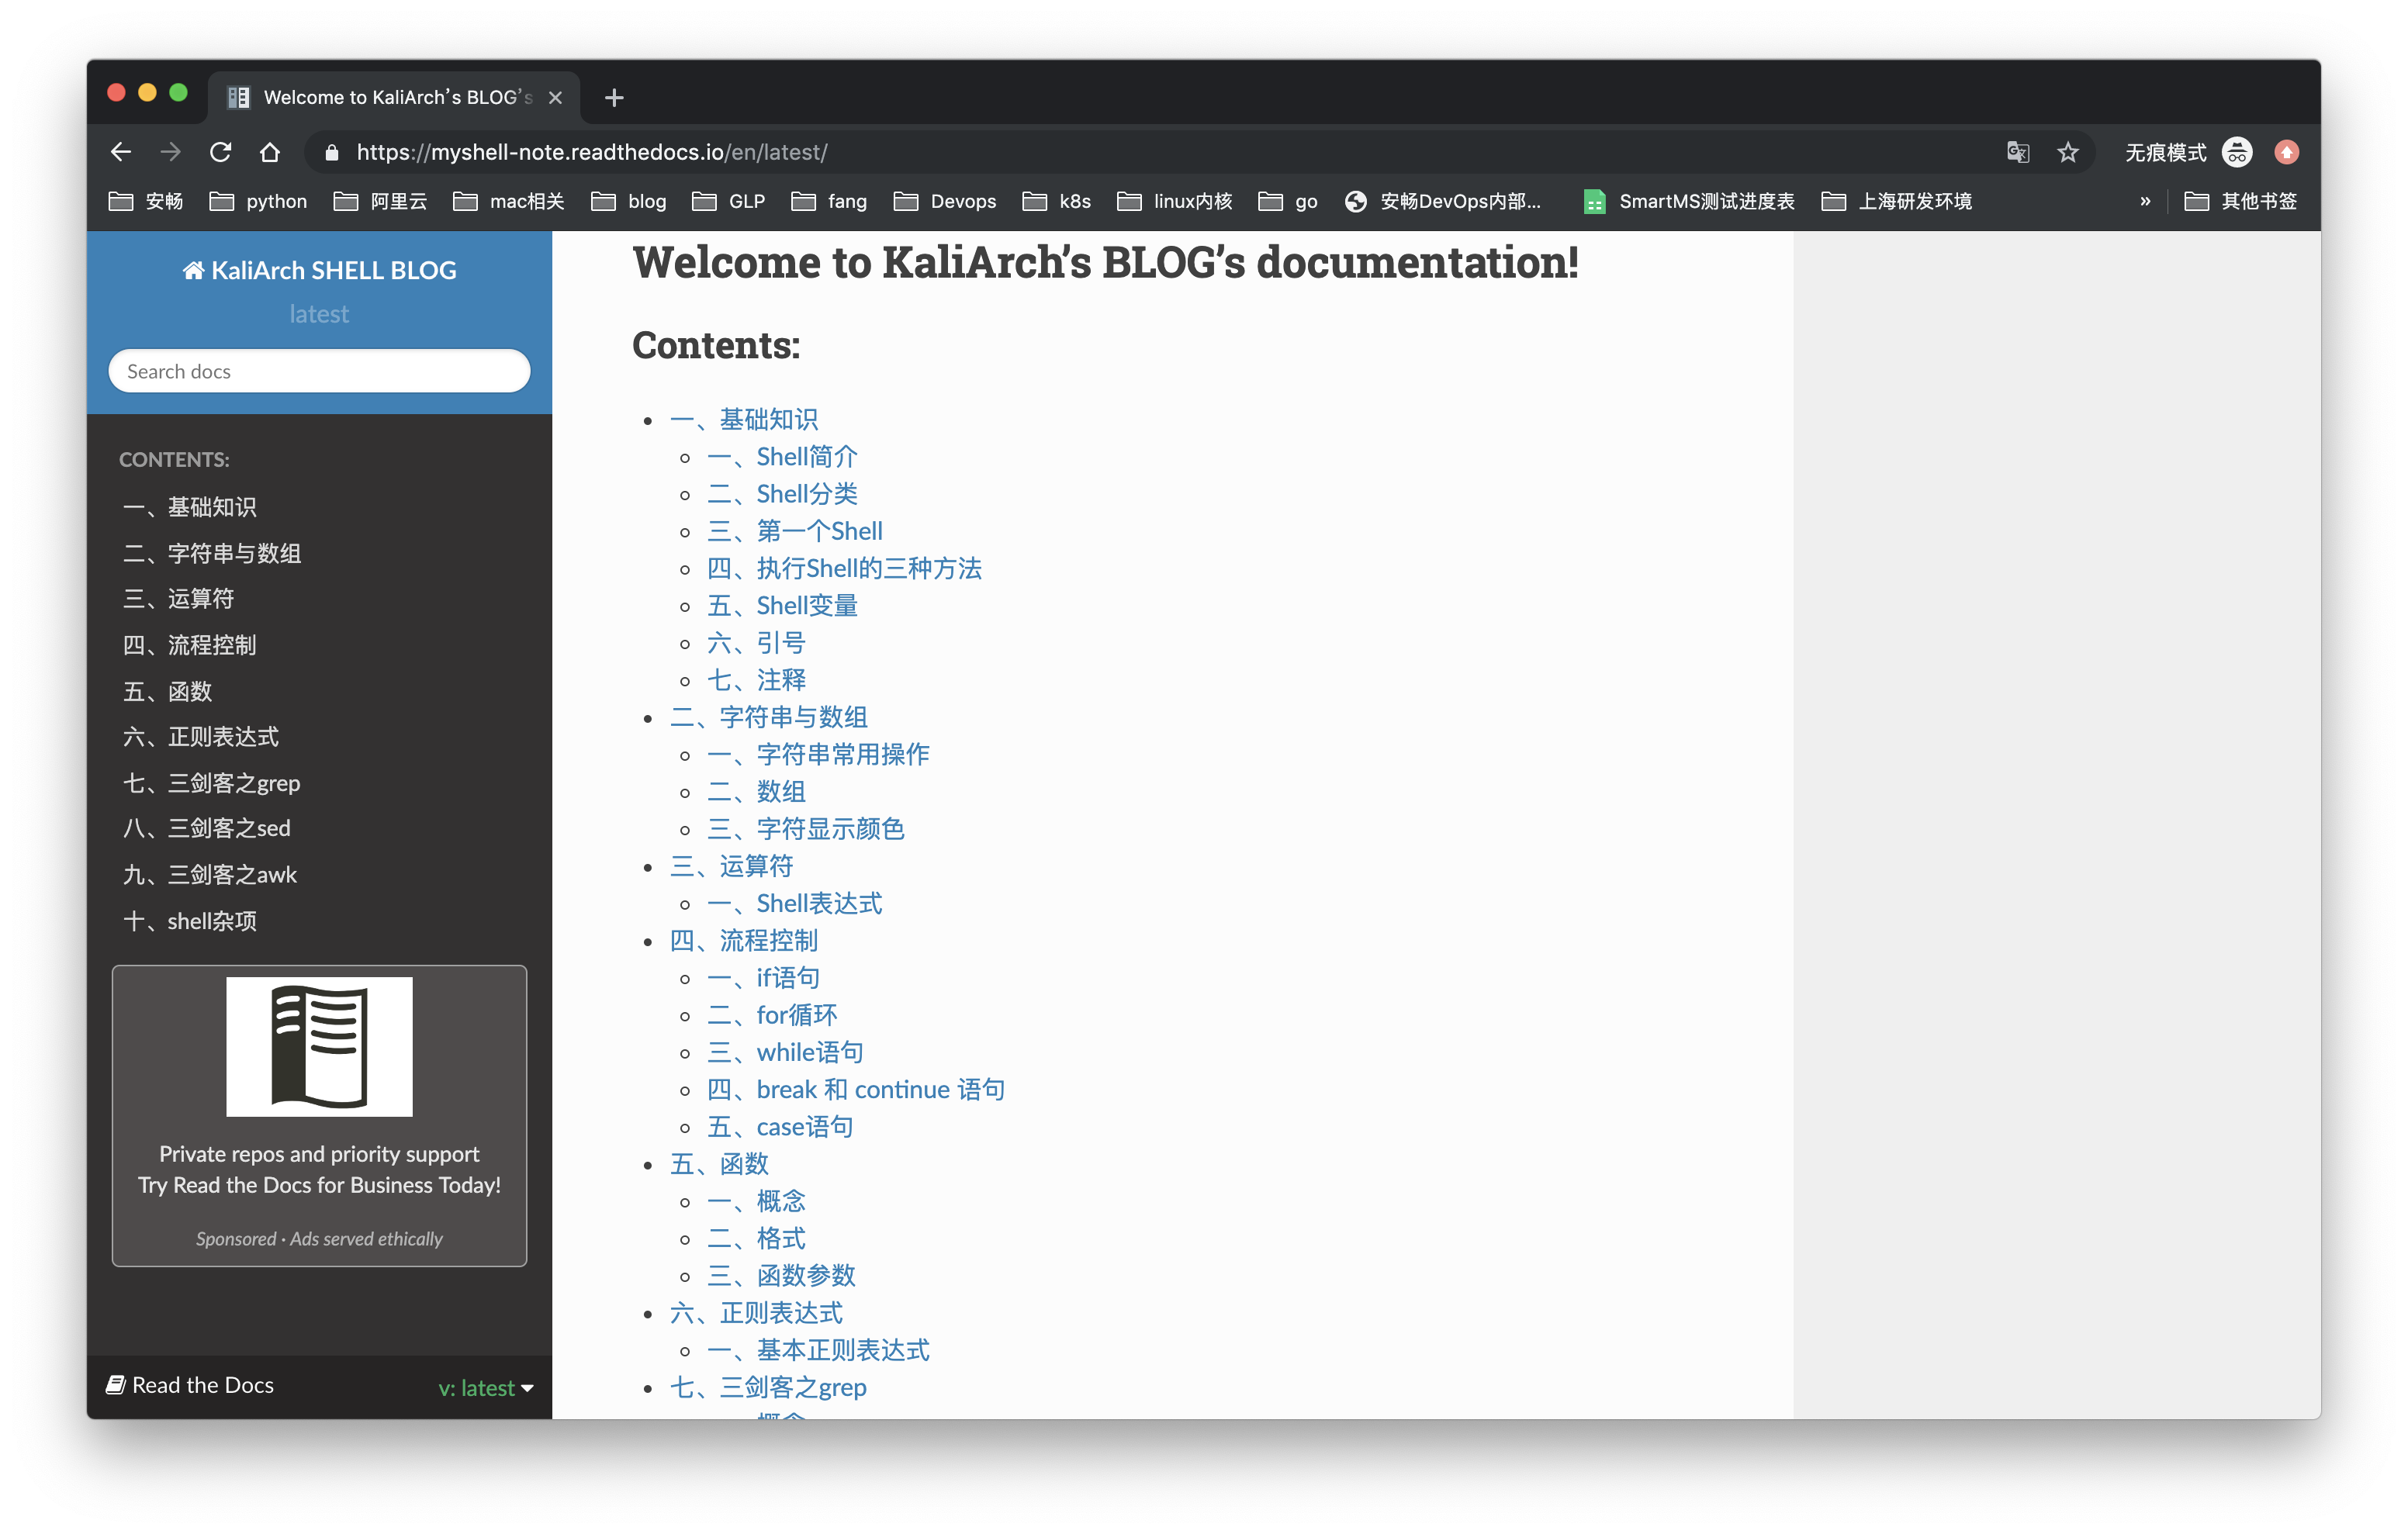 Welcome to KaliArch's BLOG's
https://myshell-note.readthedocs.io/en/latest/
无痕模式
安畅 python 阿里云 mac相关 blog GLP fang Devops k8s linux内核 go 安畅DevOps内部... SmartMS测试进度表 上海研发环境 » 其他书签
KaliArch SHELL BLOG
latest
Search docs
CONTENTS:
一、基础知识
二、字符串与数组
三、运算符
四、流程控制
五、函数
六、正则表达式
七、三剑客之grep
八、三剑客之sed
九、三剑客之awk
十、shell杂项
Private repos and priority support
Try Read the Docs for Business Today!
Sponsored · Ads served ethically
Read the Docs
v: latest
Welcome to KaliArch's BLOG's documentation!
Contents:
一、基础知识
一、Shell简介
二、Shell分类
三、第一个Shell
四、执行Shell的三种方法
五、Shell变量
六、引号
七、注释
二、字符串与数组
一、字符串常用操作
二、数组
三、字符显示颜色
三、运算符
一、Shell表达式
四、流程控制
一、if语句
二、for循环
三、while语句
四、break 和 continue 语句
五、case语句
五、函数
一、概念
二、格式
三、函数参数
六、正则表达式
一、基本正则表达式
七、三剑客之grep